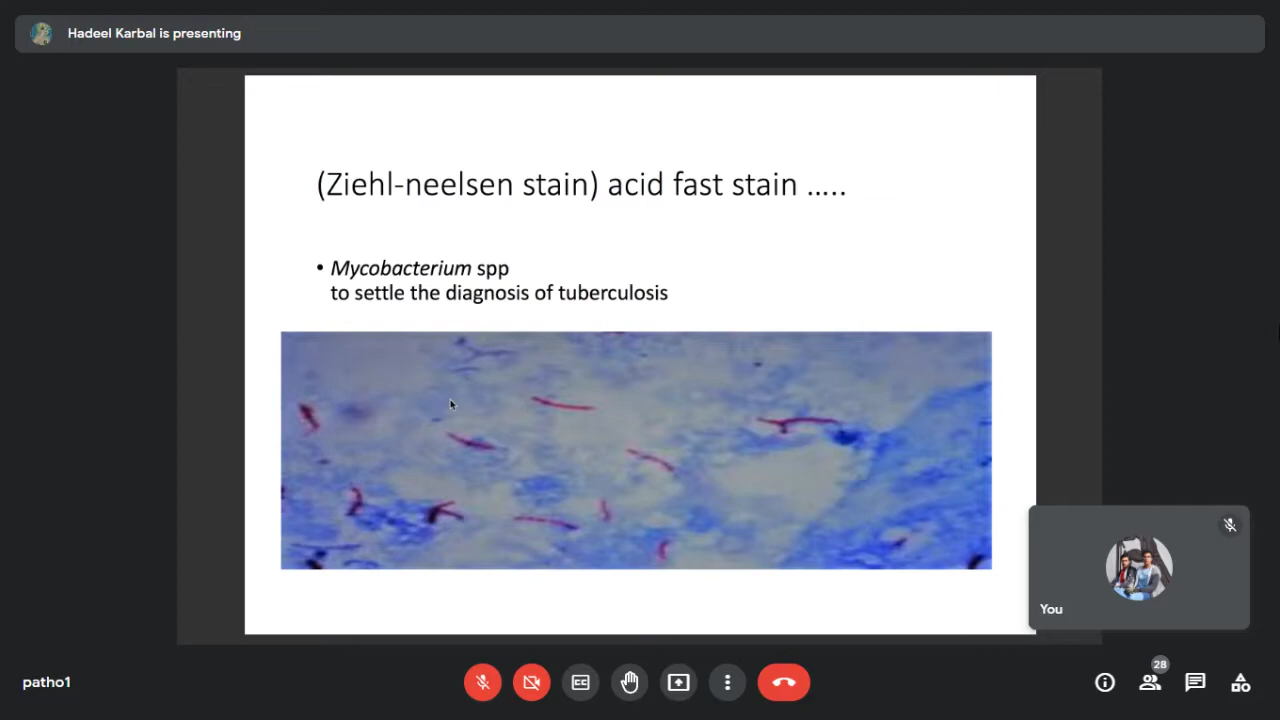 Hadeel Karbal is presenting
(Ziehl-neelsen stain) acid fast stain .....
• Mycobacterium spp
to settle the diagnosis of tuberculosis
You
patho1
CC
28